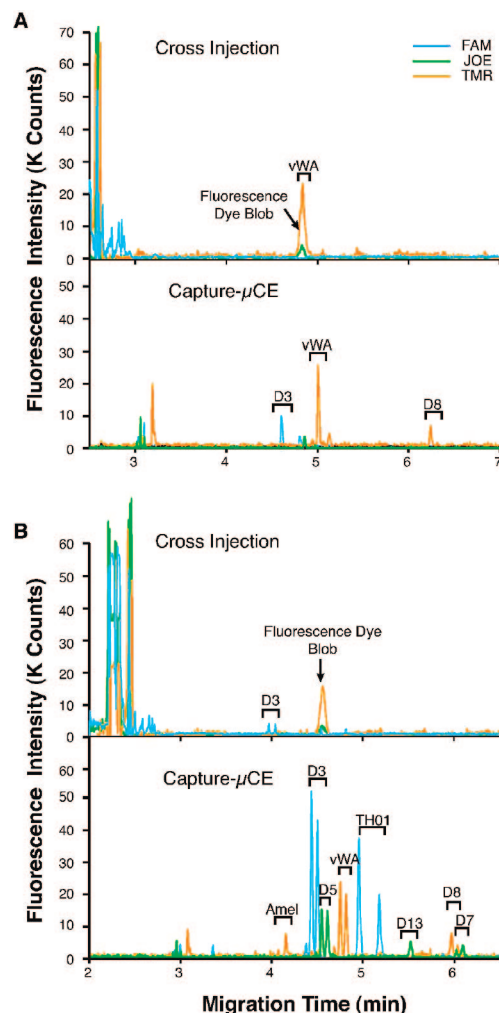 A
Cross Injection
FAM
JOE
TMR
70
60
50
40
30
20
10
0
vWA
Fluorescence
Dye Blob
Fluorescence Intensity (K Counts)
Capture-μCE
50
40
30
20
10
0
D3
vWA
D8
3 4 5 6 7
B
Cross Injection
60
50
40
30
20
10
0
Fluorescence Dye
Blob
D3
Fluorescence Intensity (K Counts)
Capture-μCE
60
50
40
30
20
10
0
Amel
D3
D5
vWA
TH01
D13
D8
D7
2 3 4 5 6
Migration Time (min)